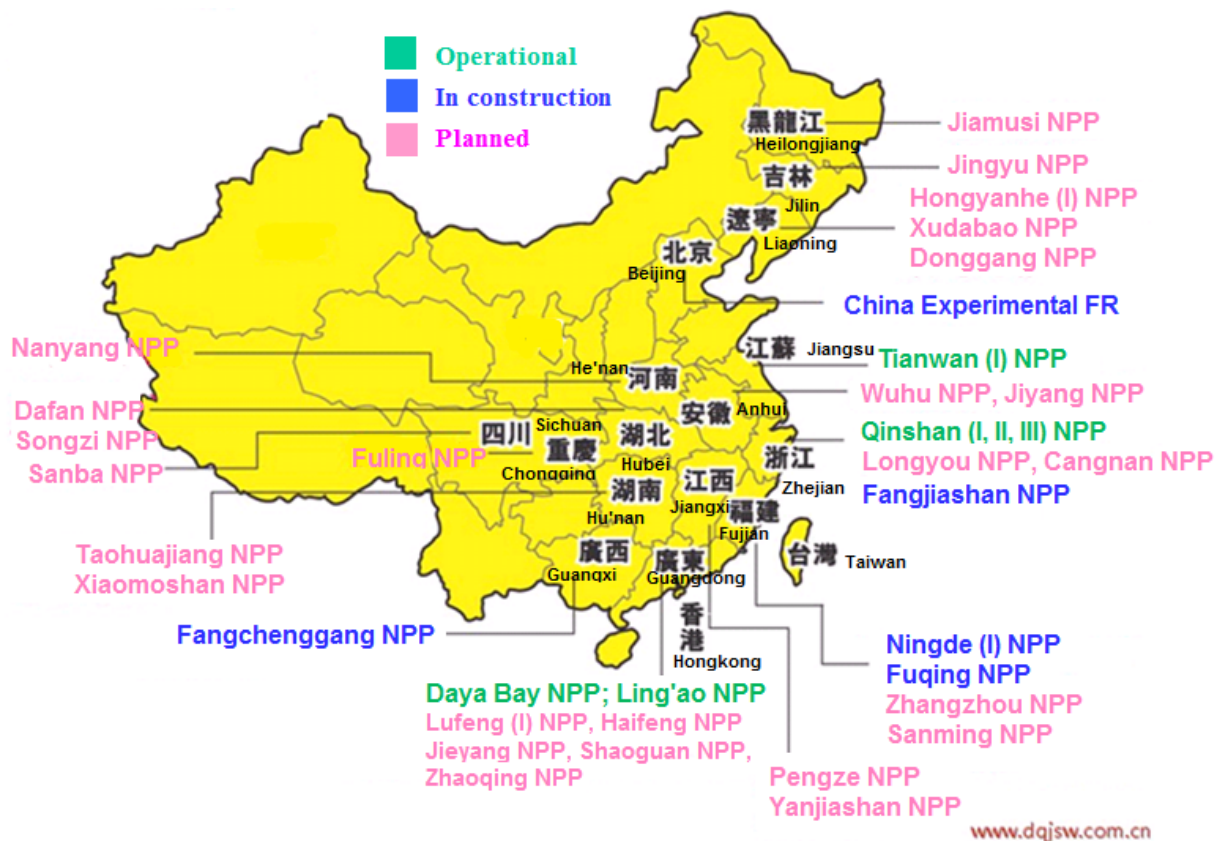 Operational
In construction
Planned
黑龍江
Heilongjiang
Jiamusi NPP
Jingyu NPP
吉林
Jilin
Hongyanhe (I) NPP
Xudabao NPP
Donggang NPP
遼寧
Liaoning
北京
Beijing
China Experimental FR
江蘇
Jiangsu
Tianwan (I) NPP
Nanyang NPP
He'nan
河南
Wuhu NPP, Jiyang NPP
安徽
Anhui
Dafan NPP
Songzi NPP
Sanba NPP
四川
Sichuan
重慶
Chongqing
Fuling NPP
湖北
Hubei
Qinshan (I, II, III) NPP
Longyou NPP, Cangnan NPP
Fangjiashan NPP
浙江
Zhejian
湖南
Hu'nan
江西
Jiangxi
福建
Fujian
台灣
Taiwan
Taohuajiang NPP
Xiaomoshan NPP
廣西
Guangxi
廣東
Guangdong
香港
Hongkong
Fangchenggang NPP
Ningde (I) NPP
Fuqing NPP
Zhangzhou NPP
Sanming NPP
Daya Bay NPP; Ling'ao NPP
Lufeng (I) NPP, Haifeng NPP
Jieyang NPP, Shaoguan NPP,
Zhaoqing NPP
Pengze NPP
Yanjiashan NPP
www.dqjsw.com.cn